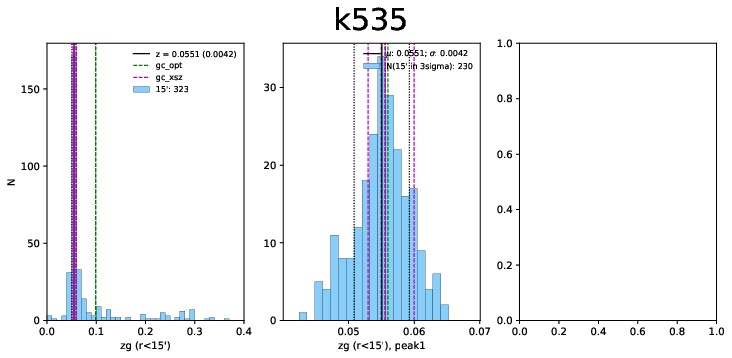 k535
z = 0.0551 (0.0042)
gc_opt
gc_xsz
15': 323
N
150
100
50
0
0.0 0.1 0.2 0.3 0.4
zg (r<15')
μ: 0.0551; σ: 0.0042
N(15' in 3sigma): 230
30
20
10
0
0.05 0.06 0.07
zg (r<15'), peak1
1.0
0.8
0.6
0.4
0.2
0.0
0.0 0.2 0.4 0.6 0.8 1.0